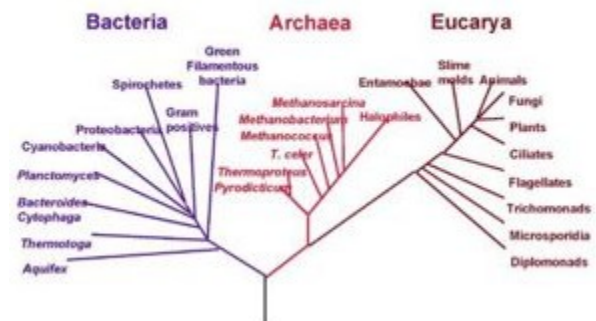 Bacteria
Archaea
Eucarya
Green
Filamentous
bacteria
Spirochetes
Gram
positives
Proteobacteria
Cyanobacteria
Planctomyces
Bacteroides
Cytophaga
Thermotoga
Aquifex
Methanosarcina
Methanobacterium
Halophiles
Methanococcus
T. celer
Thermoproteus
Pyrodicticum
Entamoebae
Slime
molds
Animals
Fungi
Plants
Ciliates
Flagellates
Trichomonads
Microsporidia
Diplomonads